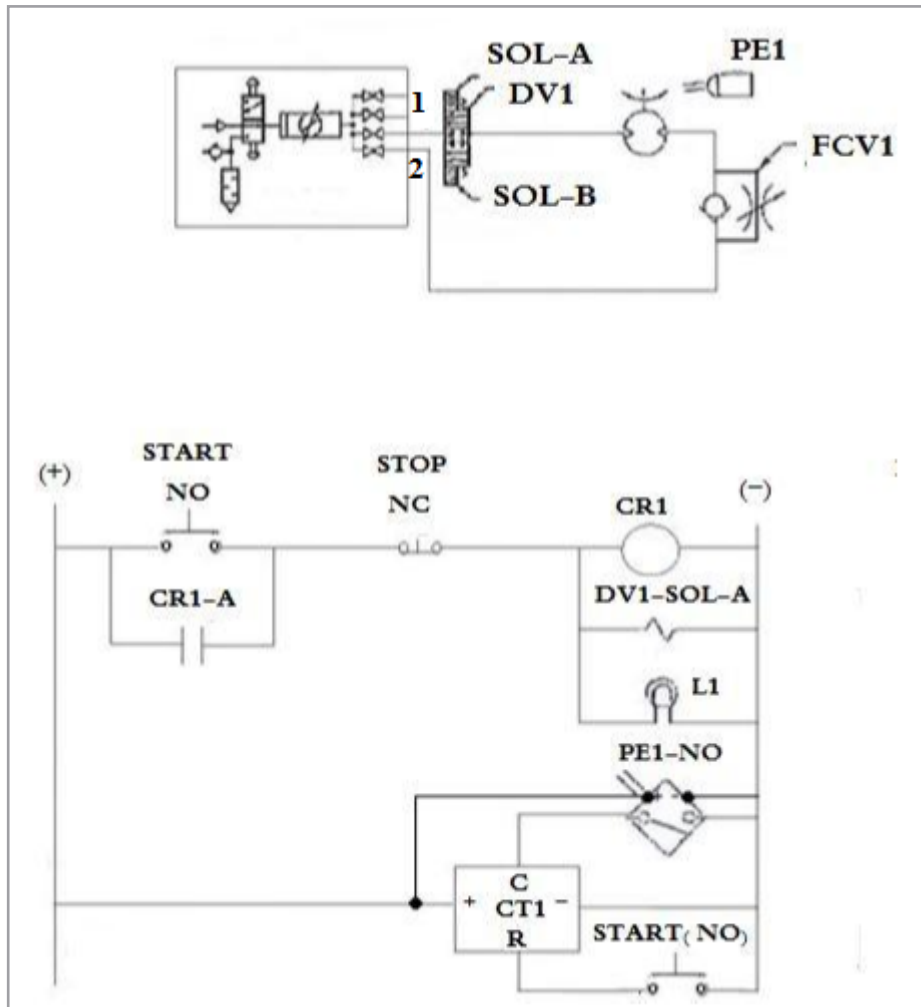 SOL-A
PE1
1
DV1
FCV1
2
SOL-B
START
NO
STOP
NC
(+)
(-)
CR1
CR1-A
DV1-SOL-A
L1
PE1-NO
C
+ CT1 -
R
START( NO)